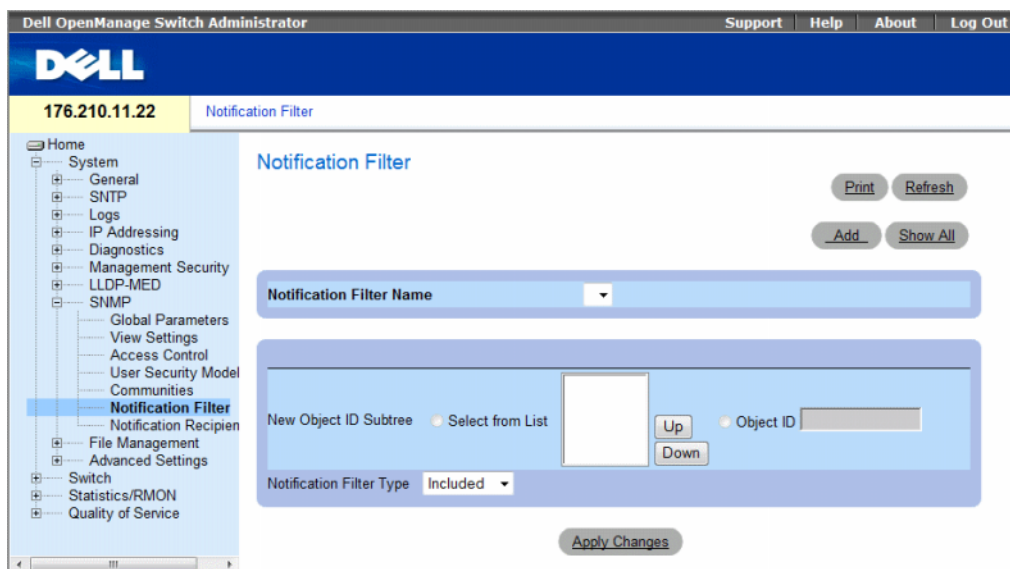 Dell OpenManage Switch Administrator Support Help About Log Out
DELL
176.210.11.22 Notification Filter
Home
System
General
SNTP
Logs
IP Addressing
Diagnostics
Management Security
LLDP-MED
SNMP
Global Parameters
View Settings
Access Control
User Security Model
Communities
Notification Filter
Notification Recipien
File Management
Advanced Settings
Switch
Statistics/RMON
Quality of Service
Notification Filter
Print Refresh
Add Show All
Notification Filter Name
New Object ID Subtree Select from List Up Down Object ID
Notification Filter Type Included
Apply Changes